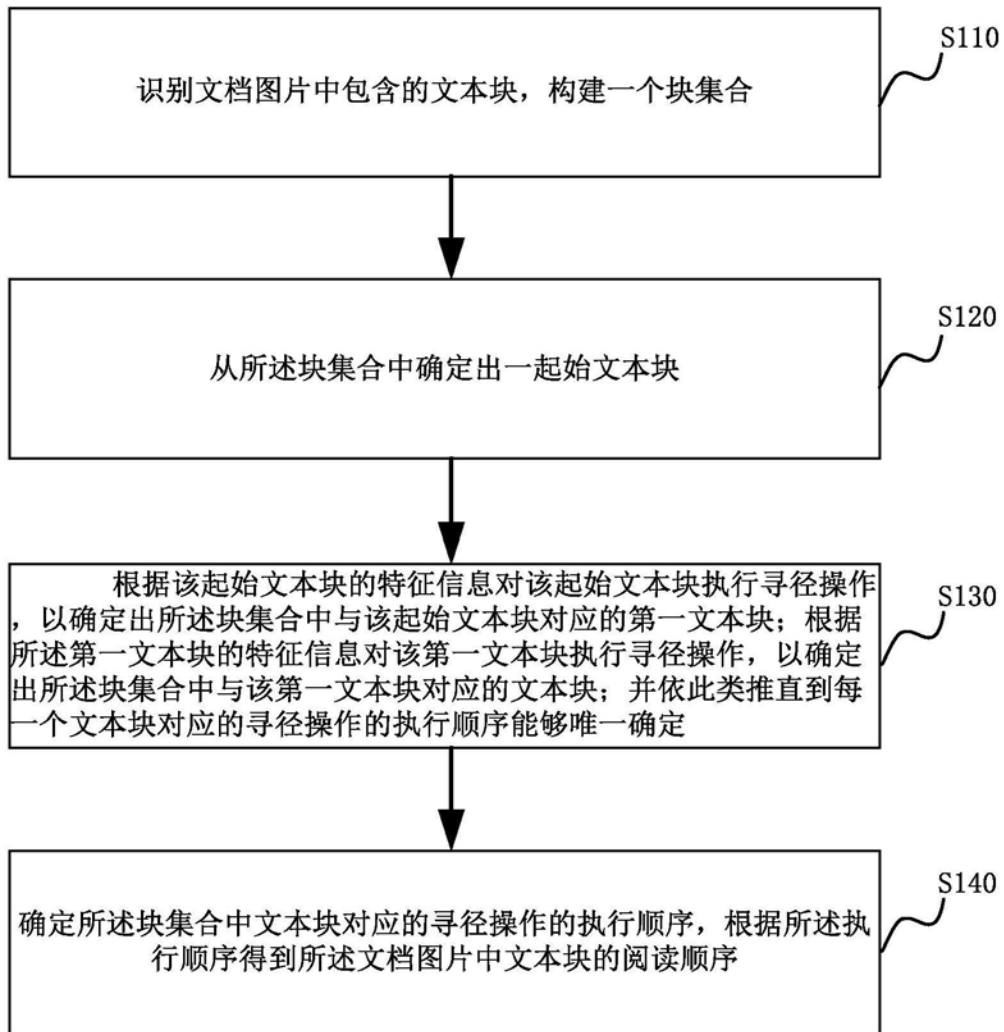 S110
识别文档图片中包含的文本块，构建一个块集合
S120
从所述块集合中确定出一起始文本块
S130
根据该起始文本块的特征信息对该起始文本块执行寻径操作
，以确定出所述块集合中与该起始文本块对应的第一文本块；根据
所述第一文本块的特征信息对该第一文本块执行寻径操作，以确定
出所述块集合中与该第一文本块对应的文本块；并依此类推直到每
一个文本块对应的寻径操作的执行顺序能够唯一确定
S140
确定所述块集合中文本块对应的寻径操作的执行顺序，根据所述执
行顺序得到所述文档图片中文本块的阅读顺序